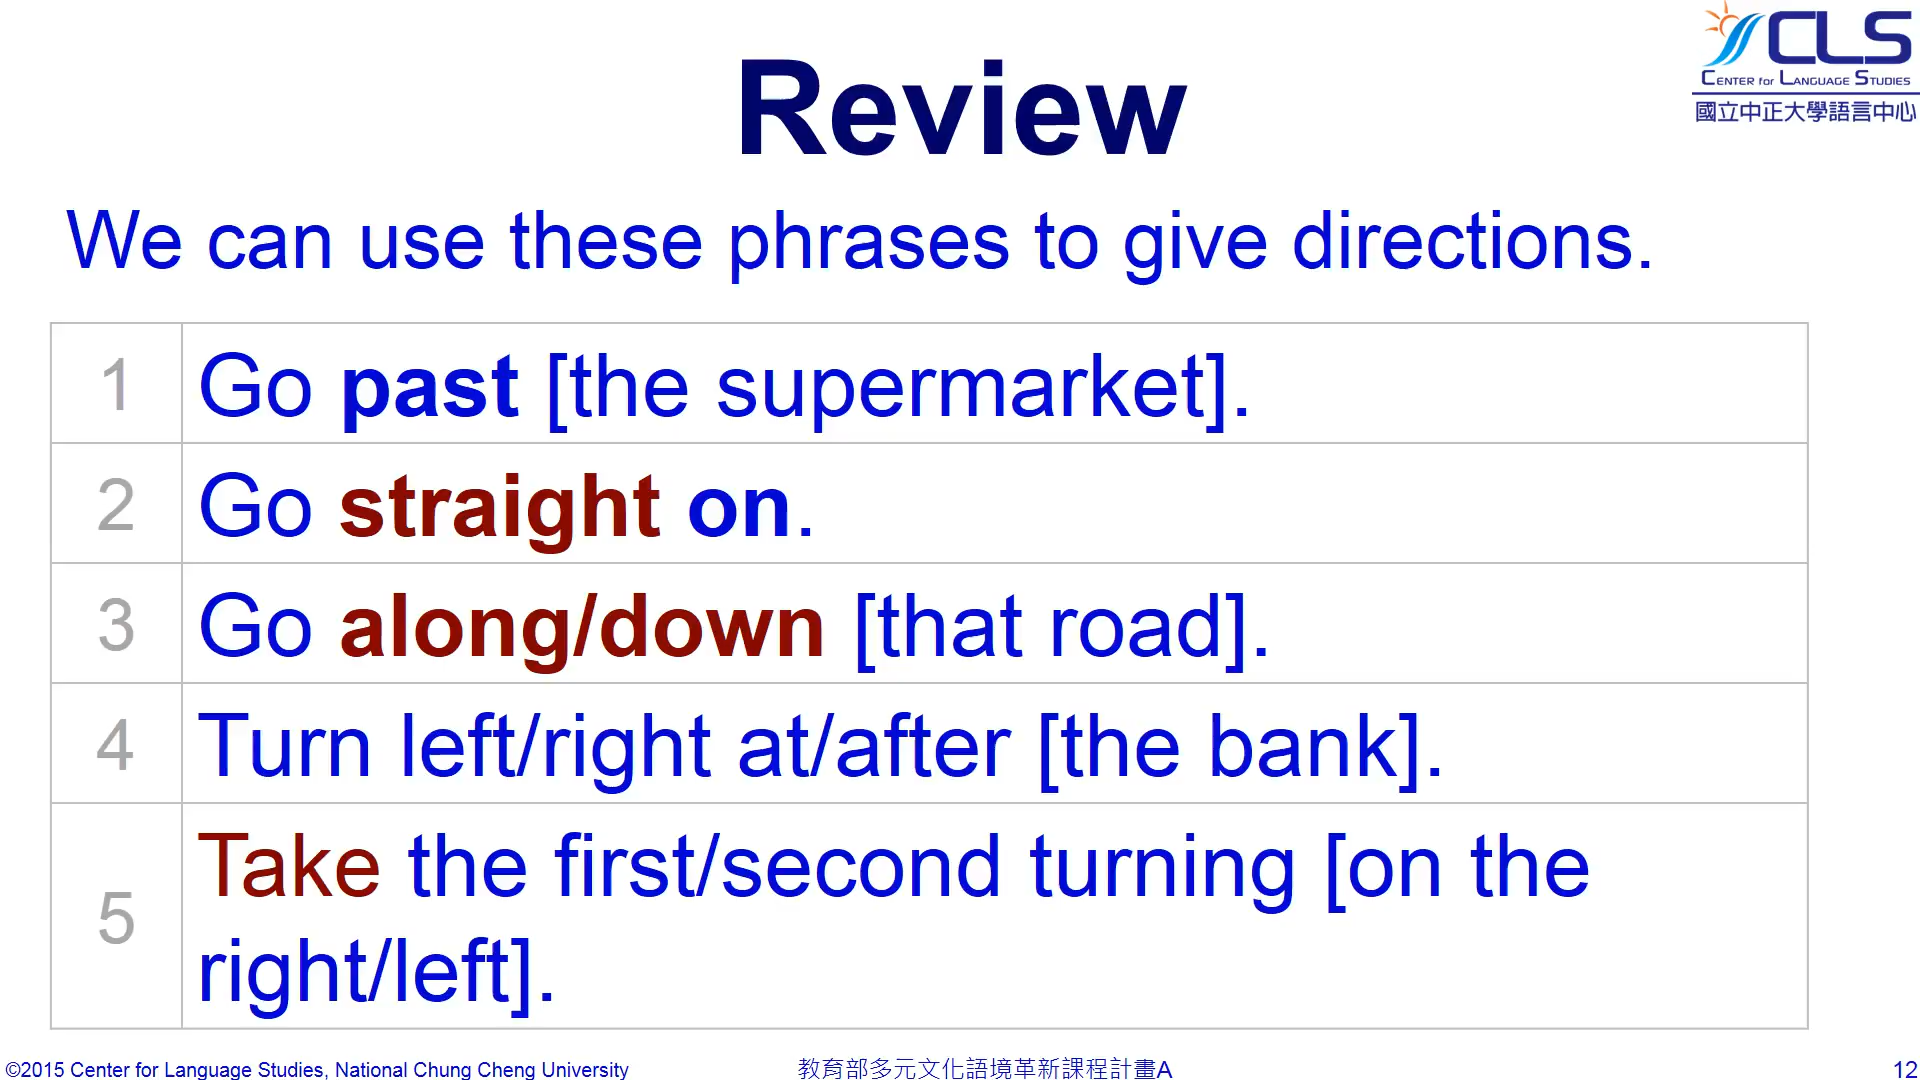 CLS
CENTER for LANGUAGE STUDIES
國立中正大學語言中心
Review
We can use these phrases to give directions.
1 Go past [the supermarket].
2 Go straight on.
3 Go along/down [that road].
4 Turn left/right at/after [the bank].
5 Take the first/second turning [on the
right/left].
©2015 Center for Language Studies, National Chung Cheng University 教育部多元文化語境革新課程計畫A 12